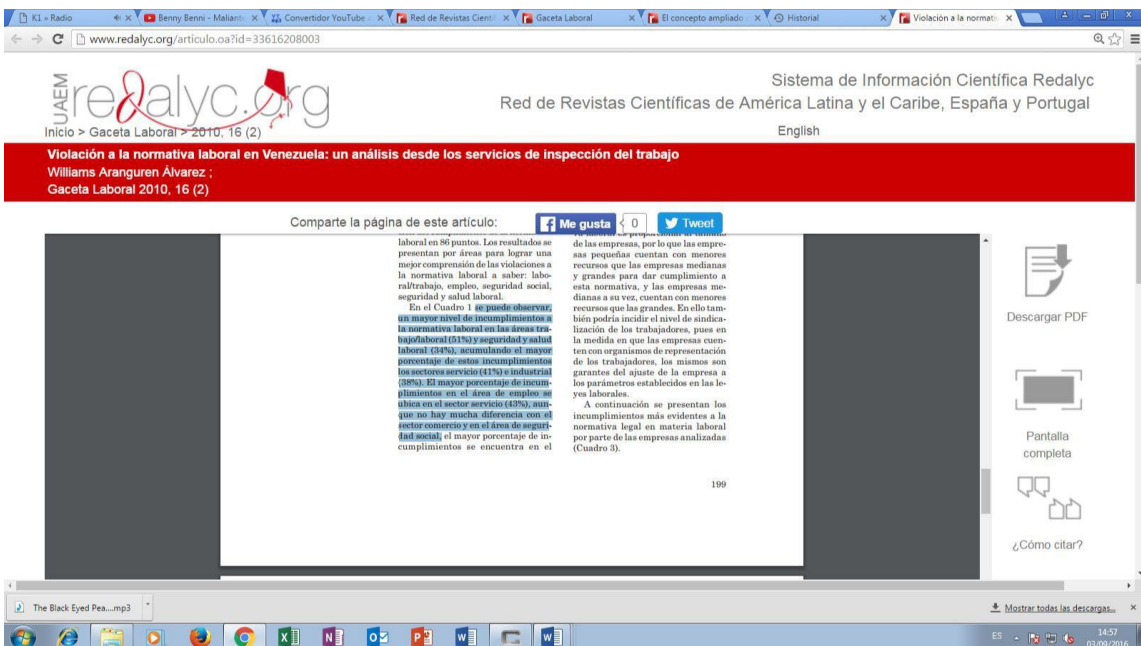 K1 » Radio
Benny Benni - Maliante
Convertidor YouTube a
Red de Revistas Científi
Gaceta Laboral
El concepto ampliado
Historial
Violación a la normativ
www.redalyc.org/articulo.oa?id=33616208003
UAEM
redalyc.org
Sistema de Información Científica Redalyc
Red de Revistas Científicas de América Latina y el Caribe, España y Portugal
Inicio > Gaceta Laboral > 2010, 16 (2)
English
Violación a la normativa laboral en Venezuela: un análisis desde los servicios de inspección del trabajo
Williams Aranguren Álvarez ;
Gaceta Laboral 2010, 16 (2)
Comparte la página de este artículo:
Me gusta
0
Tweet
laboral en 86 puntos. Los resultados se
presentan por áreas para lograr una
mejor comprensión de las violaciones a
la normativa laboral a saber: labo-
ral/trabajo, empleo, seguridad social,
seguridad y salud laboral.
En el Cuadro 1 se puede observar,
un mayor nivel de incumplimientos a
la normativa laboral en las áreas tra-
bajo/laboral (51%) y seguridad y salud
laboral (34%), acumulando el mayor
porcentaje de estos incumplimientos
los sectores servicio (41%) e industrial
(38%). El mayor porcentaje de incum-
plimientos en el área de empleo se
ubica en el sector servicio (43%), aun-
que no hay mucha diferencia con el
sector comercio y en el área de seguri-
dad social, el mayor porcentaje de in-
cumplimientos se encuentra en el
va laboral es proporcional al tamaño
de las empresas, por lo que las empre-
sas pequeñas cuentan con menores
recursos que las empresas medianas
y grandes para dar cumplimiento a
esta normativa, y las empresas me-
dianas a su vez, cuentan con menores
recursos que las grandes. En ello tam-
bién podría incidir el nivel de sindica-
lización de los trabajadores, pues en
la medida en que las empresas cuen-
ten con organismos de representación
de los trabajadores, los mismos son
garantes del ajuste de la empresa a
los parámetros establecidos en las le-
yes laborales.
A continuación se presentan los
incumplimientos más evidentes a la
normativa legal en materia laboral
por parte de las empresas analizadas
(Cuadro 3).
199
Descargar PDF
Pantalla
completa
¿Cómo citar?
The Black Eyed Pea....mp3
Mostrar todas las descargas...
ES
14:57
03/09/2016